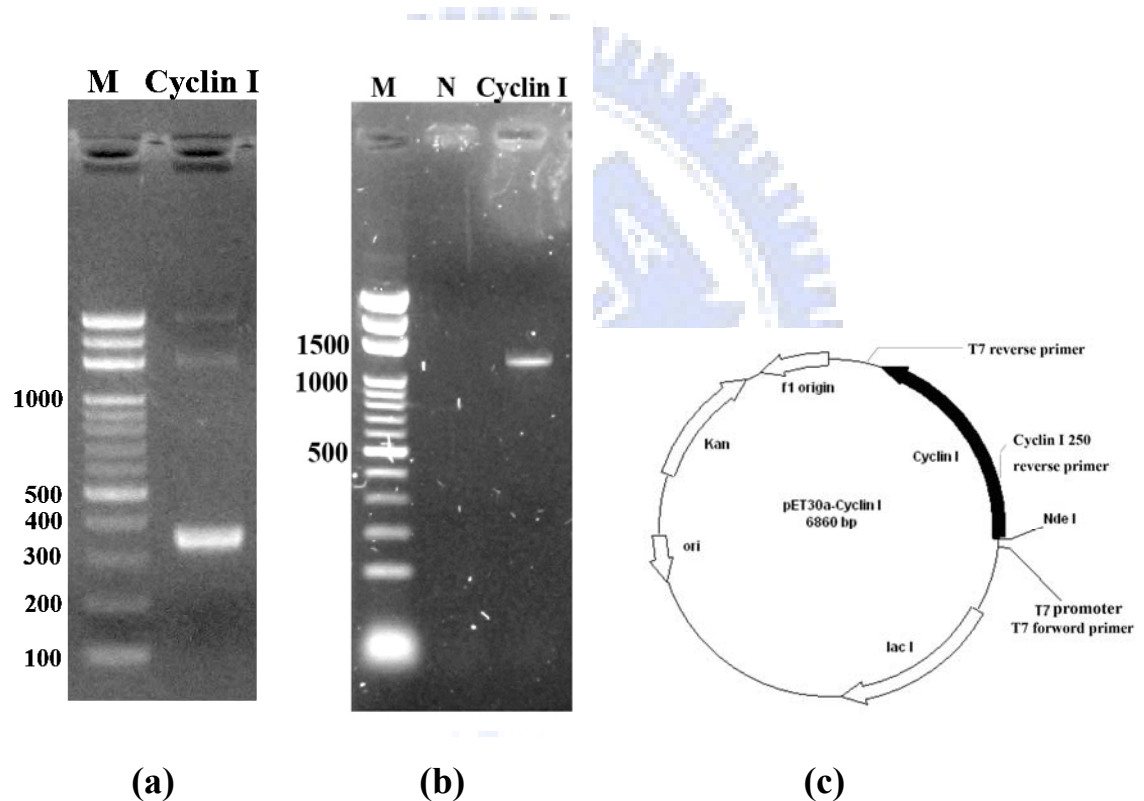 M Cyclin I
1000
500
400
300
200
100
(a)
M N Cyclin I
1500
1000
500
(b)
T7 reverse primer
f1 origin
Kan
Cyclin I
Cyclin I 250
reverse primer
pET30a-Cyclin I
6860 bp
Nde I
ori
T7 promoter
T7 forword primer
lac I
(c)